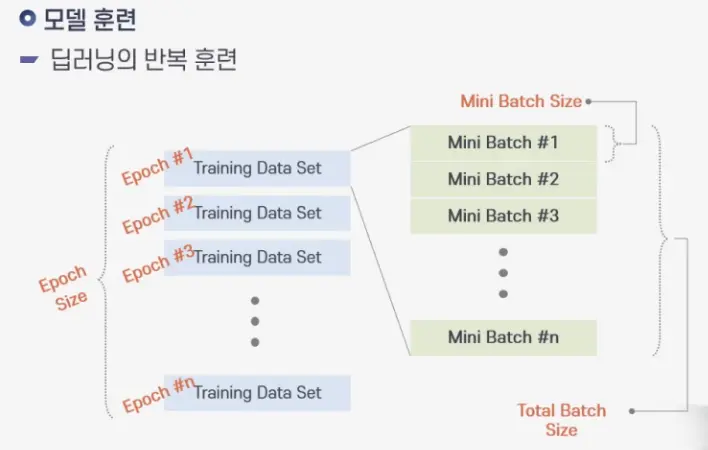 모델 훈련
딥러닝의 반복 훈련
Mini Batch Size
Epoch #1
Training Data Set
Mini Batch #1
Mini Batch #2
Epoch #2
Training Data Set
Mini Batch #3
Epoch #3
Training Data Set
Epoch
Size
Mini Batch #n
Epoch #n
Training Data Set
Total Batch
Size